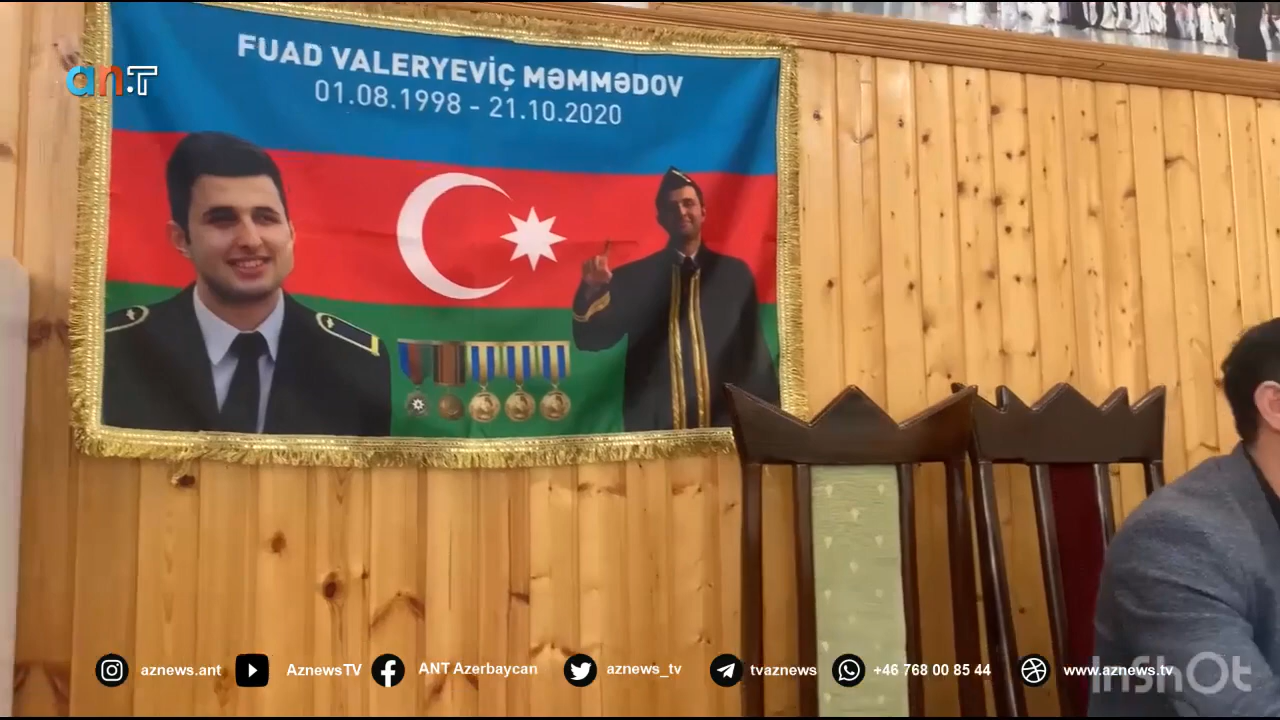 FUAD VALERYEVİÇ MƏMMƏDOV
01.08.1998 - 21.10.2020
an.T
aznews.ant
AznewsTV
ANT Azerbaycan
aznews_tv
tvaznews
+46 768 00 85 44
www.aznews.tv
InShOt